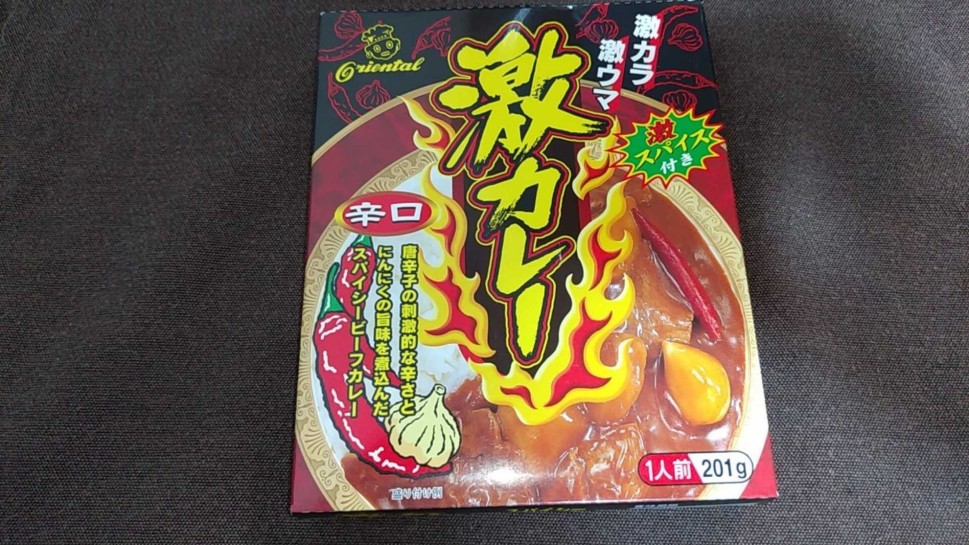 Oriental
激カラ
激ウマ
激カレー
激
スパイス
付き
辛口
唐辛子の刺激的な辛さと
にんにくの旨味を煮込んだ
スパイシービーフカレー
1人前 201g
盛り付け例